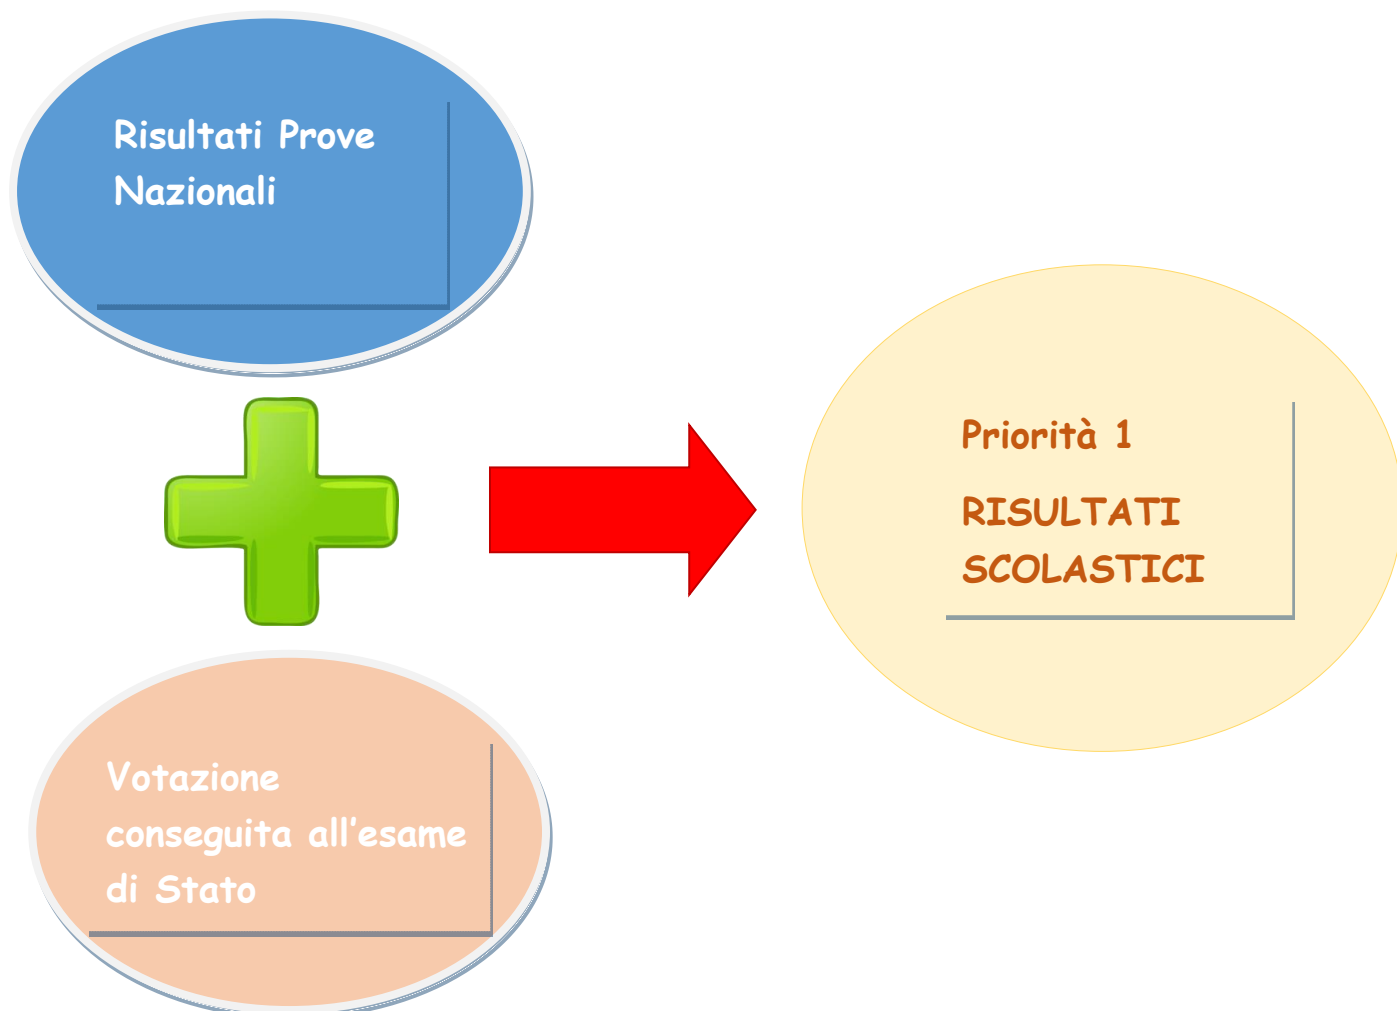 Risultati Prove
Nazionali
Votazione
conseguita all’esame
di Stato
Priorità 1
RISULTATI
SCOLASTICI